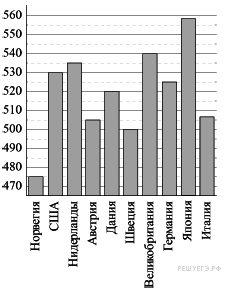 560
550
540
530
520
510
500
490
480
470
Норвегия
США
Нидерланды
Австрия
Дания
Швеция
Великобритания
Германия
Япония
Италия
РЕШУЕГЭ.РФ